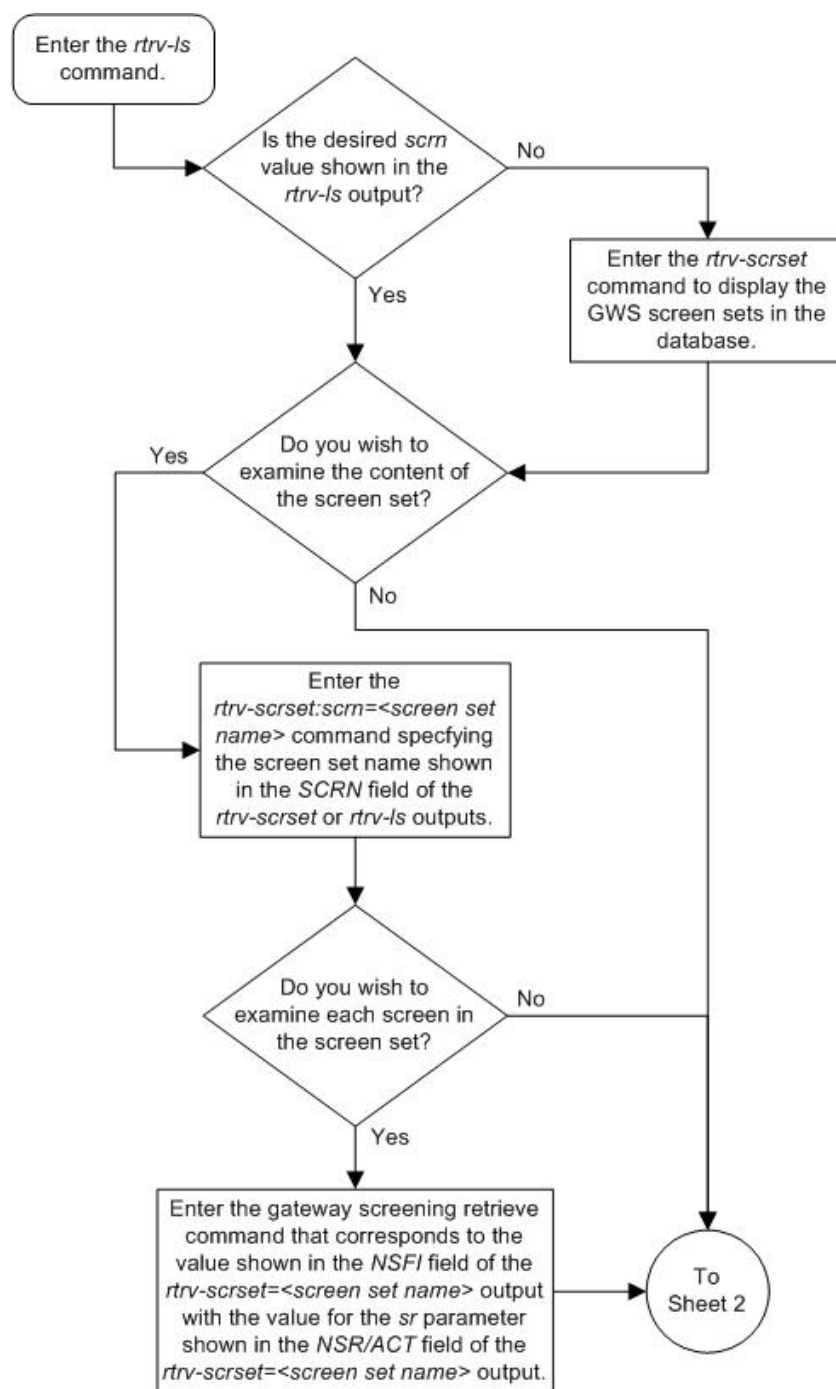 Enter the rtrv-ls
command.
Is the desired scrn
value shown in the
rtrv-ls output?
No
Yes
Enter the rtrv-scrset
command to display the
GWS screen sets in the
database.
Do you wish to
examine the content of
the screen set?
Yes
No
Enter the
rtrv-scrset:scrn=<screen set
name> command specfying
the screen set name shown
in the SCRN field of the
rtrv-scrset or rtrv-ls outputs.
Do you wish to
examine each screen in
the screen set?
No
Yes
Enter the gateway screening retrieve
command that corresponds to the
value shown in the NSFI field of the
rtrv-scrset=<screen set name> output
with the value for the sr parameter
shown in the NSR/ACT field of the
rtrv-scrset=<screen set name> output.
To
Sheet 2